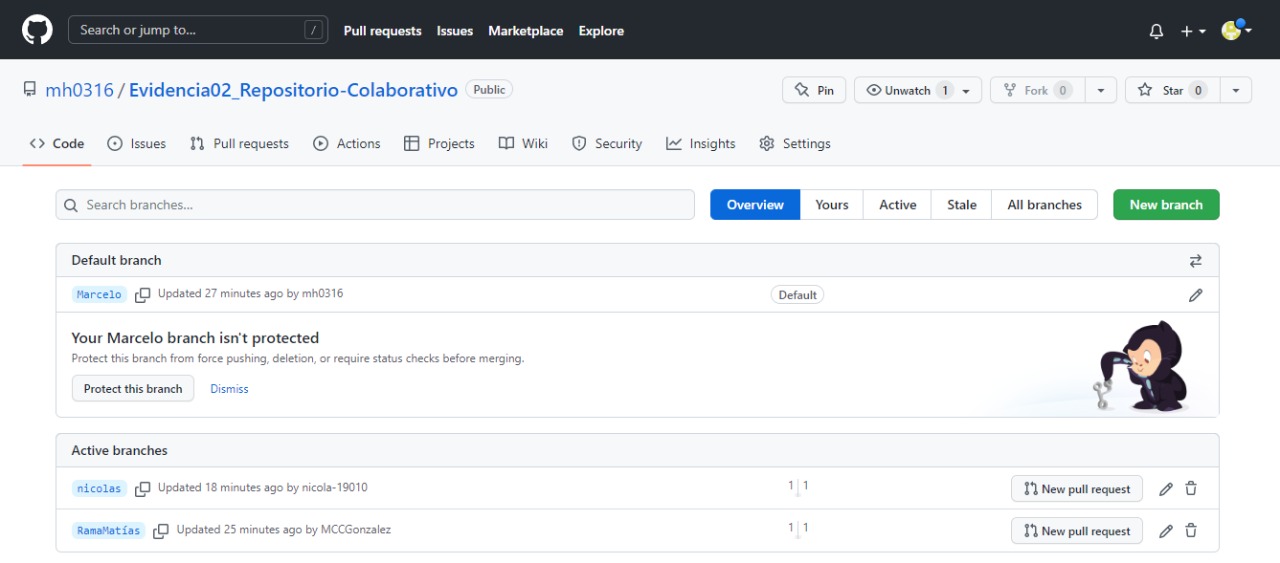 Search or jump to... / Pull requests Issues Marketplace Explore
mh0316 / Evidencia02_Repositorio-Colaborativo Public Pin Unwatch 1 Fork 0 Star 0
Code Issues Pull requests Actions Projects Wiki Security Insights Settings
Search branches... Overview Yours Active Stale All branches New branch
Default branch
Marcelo Updated 27 minutes ago by mh0316 Default
Your Marcelo branch isn't protected
Protect this branch from force pushing, deletion, or require status checks before merging.
Protect this branch Dismiss
Active branches
nicolas Updated 18 minutes ago by nicola-19010 1 1 New pull request
RamaMatías Updated 25 minutes ago by MCCGonzalez 1 1 New pull request